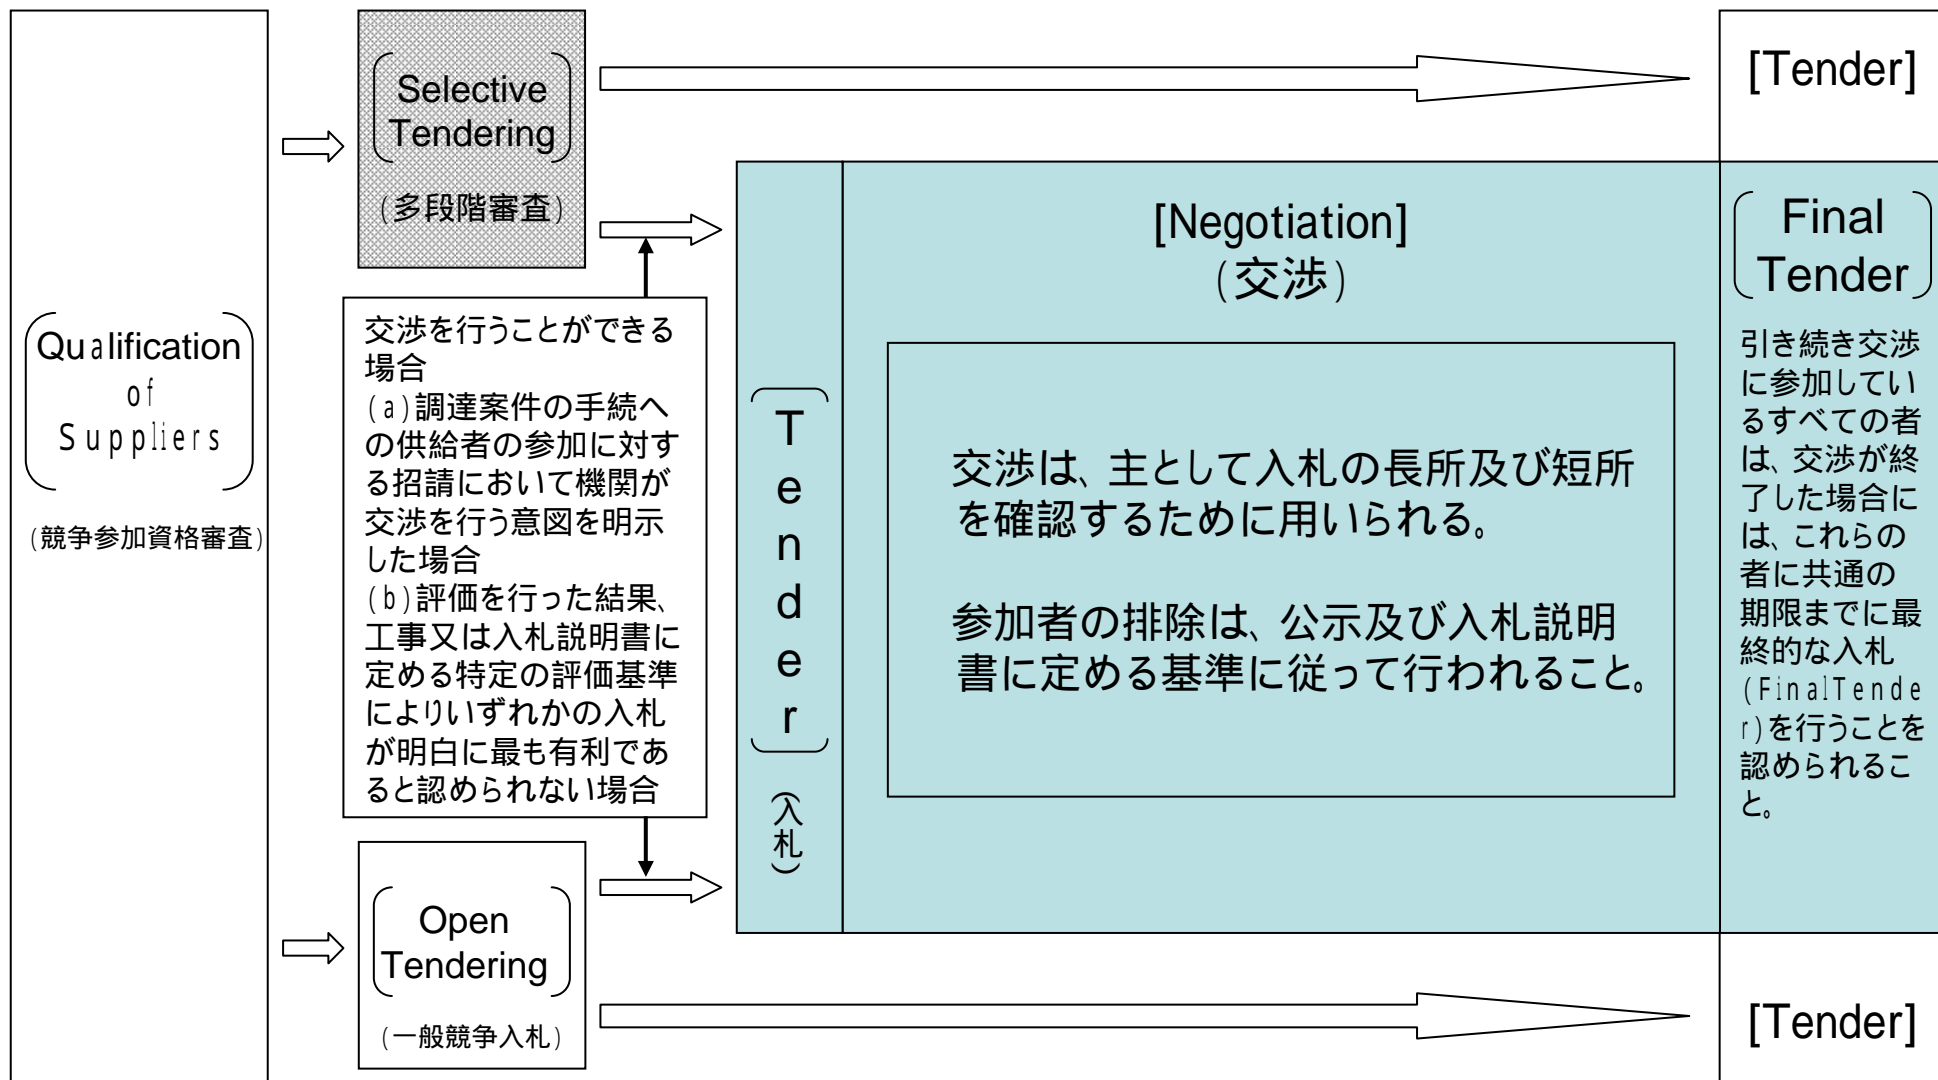 Qualification
of
Suppliers
(競争参加資格審査)
Selective
Tendering
(多段階審査)
交渉を行うことができる
場合
(a)調達案件の手続へ
の供給者の参加に対す
る招請において機関が
交渉を行う意図を明示
した場合
(b)評価を行った結果、
工事又は入札説明書に
定める特定の評価基準
によりいずれかの入札
が明白に最も有利であ
ると認められない場合
Open
Tendering
(一般競争入札)
Tender
(入札)
[Negotiation]
(交渉)
交渉は、主として入札の長所及び短所
を確認するために用いられる。
参加者の排除は、公示及び入札説明
書に定める基準に従って行われること。
[Tender]
Final
Tender
引き続き交渉
に参加してい
るすべての者
は、交渉が終
了した場合に
は、これらの
者に共通の
期限までに最
終的な入札
(FinalTende
r)を行うことを
認められるこ
と。
[Tender]